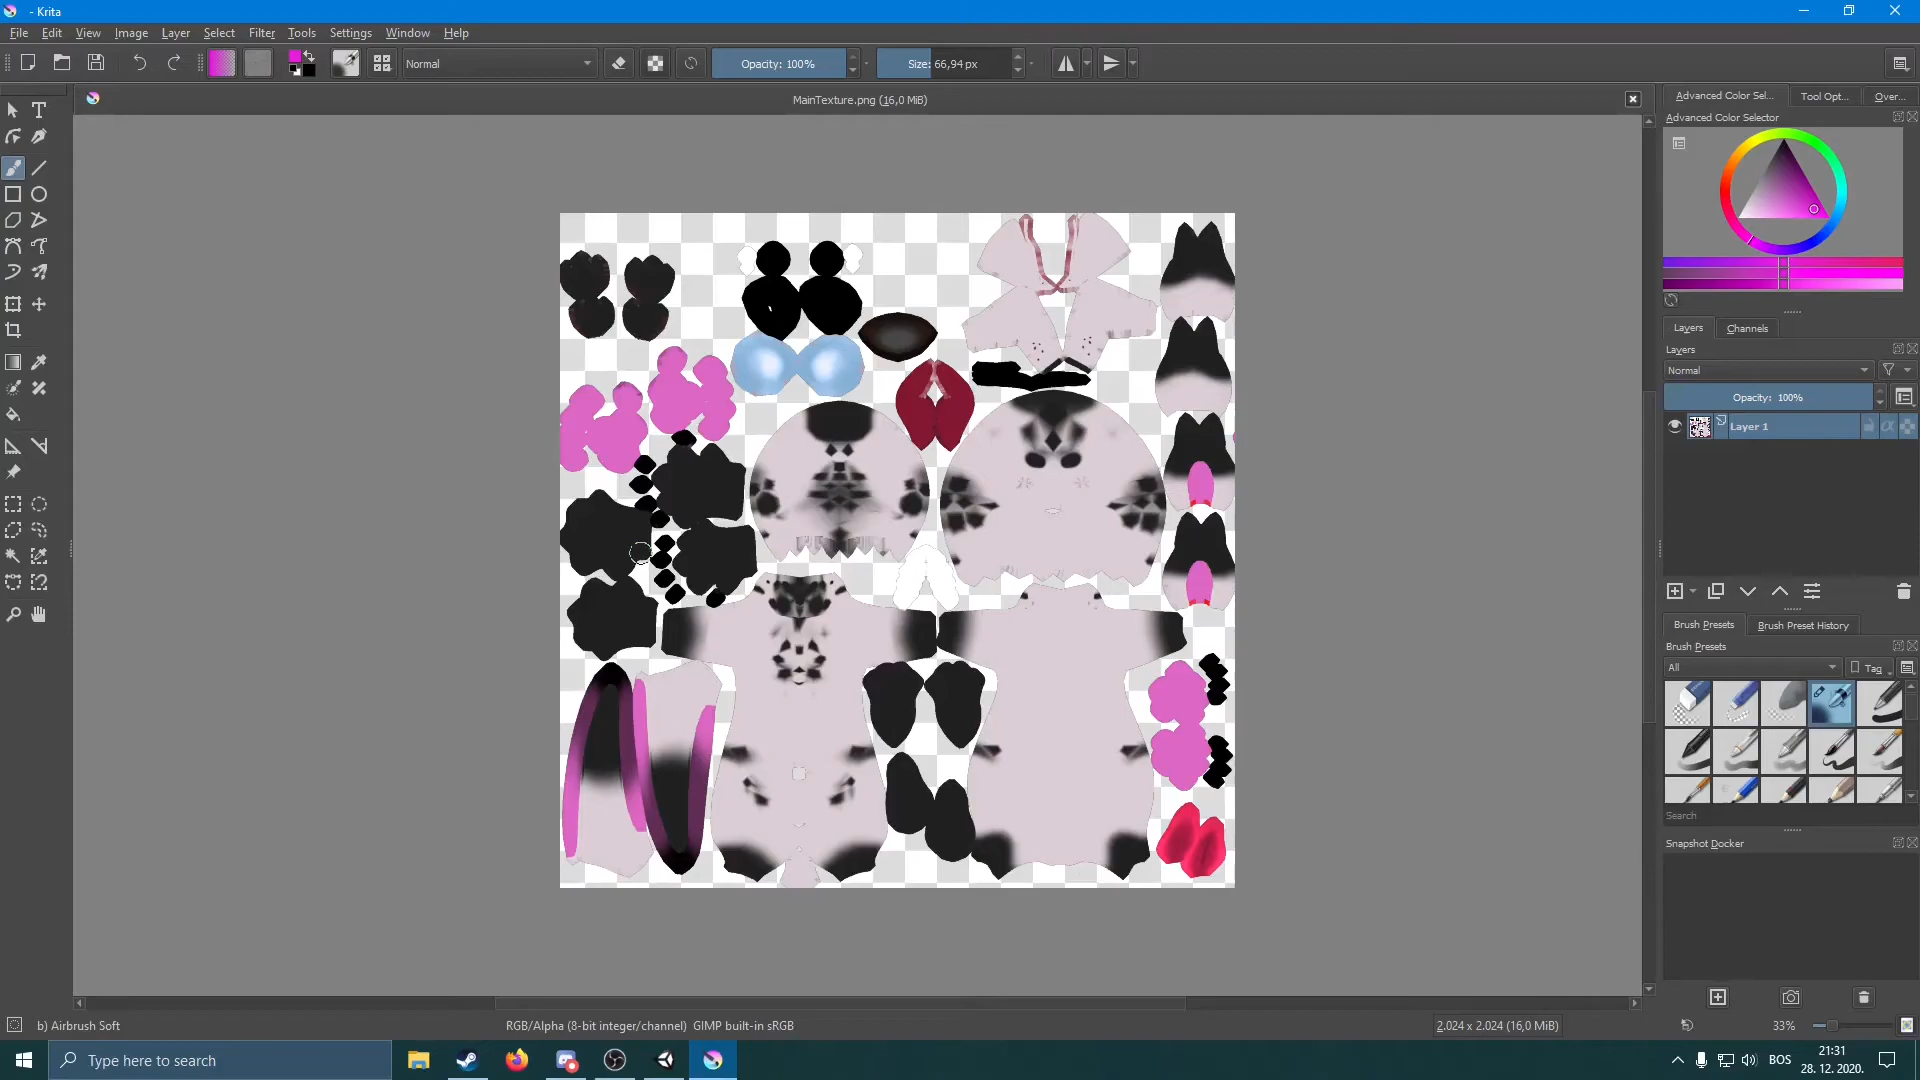 - Krita
File Edit View Image Layer Select Filter Tools Settings Window Help
Normal Opacity: 100% Size: 66,94 px
MainTexture.png (16,0 MiB)
Advanced Color Sel... Tool Opt... Over...
Advanced Color Selector
Layers Channels
Layers
Normal
Opacity: 100%
Layer 1
Brush Presets Brush Preset History
Brush Presets
All Tag
Search
Snapshot Docker
b) Airbrush Soft RGB/Alpha (8-bit integer/channel) GIMP built-in sRGB 2.024 x 2.024 (16,0 MiB) 33%
Type here to search
BOS
21:31
28. 12. 2020.